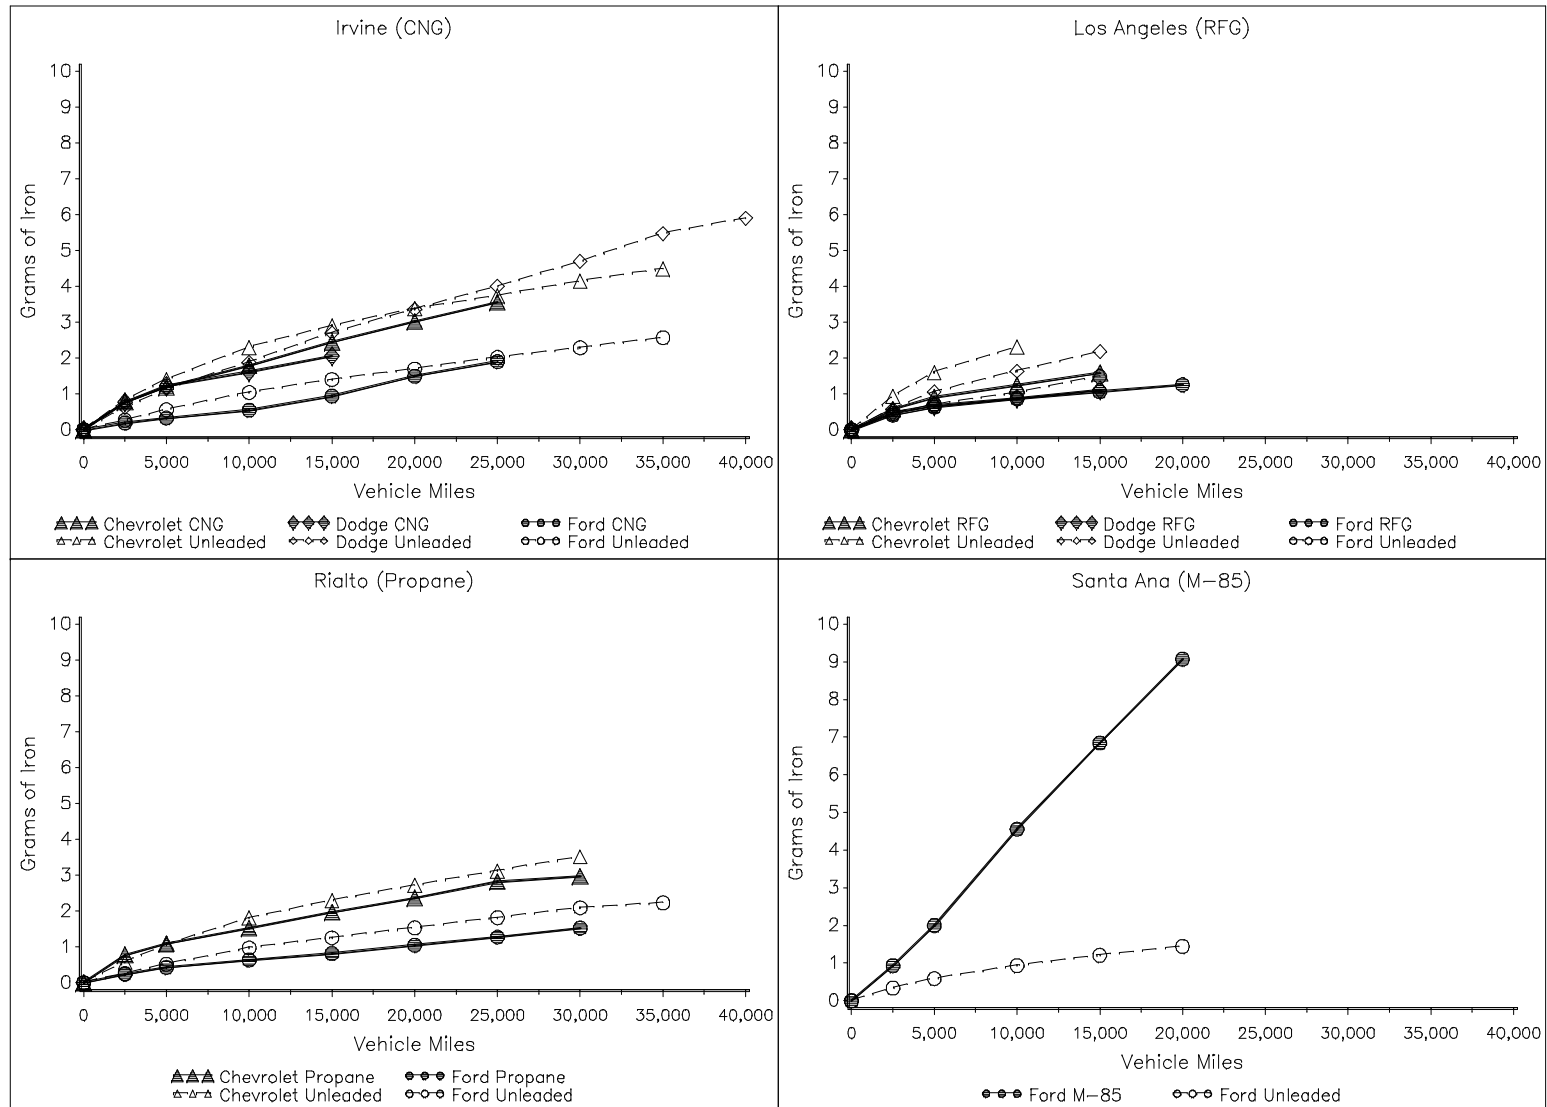 Irvine (CNG)
10
9
8
7
6
5
4
3
2
1
0
Grams of Iron
0 5,000 10,000 15,000 20,000 25,000 30,000 35,000 40,000
Vehicle Miles
Chevrolet CNG Dodge CNG Ford CNG
Chevrolet Unleaded Dodge Unleaded Ford Unleaded
Los Angeles (RFG)
10
9
8
7
6
5
4
3
2
1
0
Grams of Iron
0 5,000 10,000 15,000 20,000 25,000 30,000 35,000 40,000
Vehicle Miles
Chevrolet RFG Dodge RFG Ford RFG
Chevrolet Unleaded Dodge Unleaded Ford Unleaded
Rialto (Propane)
10
9
8
7
6
5
4
3
2
1
0
Grams of Iron
0 5,000 10,000 15,000 20,000 25,000 30,000 35,000 40,000
Vehicle Miles
Chevrolet Propane Ford Propane
Chevrolet Unleaded Ford Unleaded
Santa Ana (M-85)
10
9
8
7
6
5
4
3
2
1
0
Grams of Iron
0 5,000 10,000 15,000 20,000 25,000 30,000 35,000 40,000
Vehicle Miles
Ford M-85 Ford Unleaded